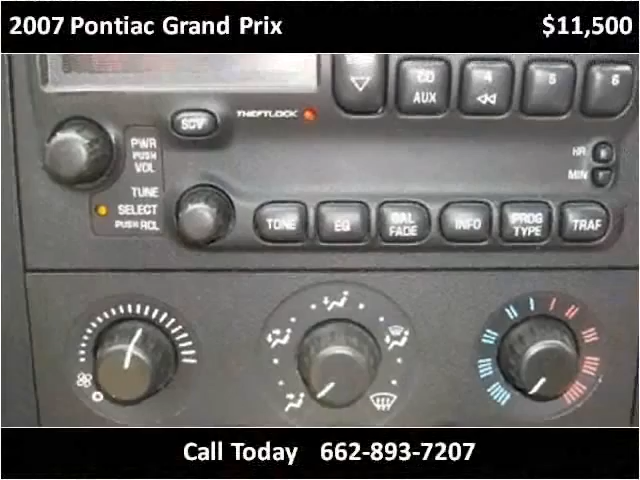 2007 Pontiac Grand Prix $11,500
CD AUX
4
5
6
SCV
THEFTLOCK
PWR
PUSH
VOL
HR
MIN
TUNE
SELECT
PUSH RCL
TONE
EQ
BAL FADE
INFO
PROG TYPE
TRAF
Call Today 662-893-7207